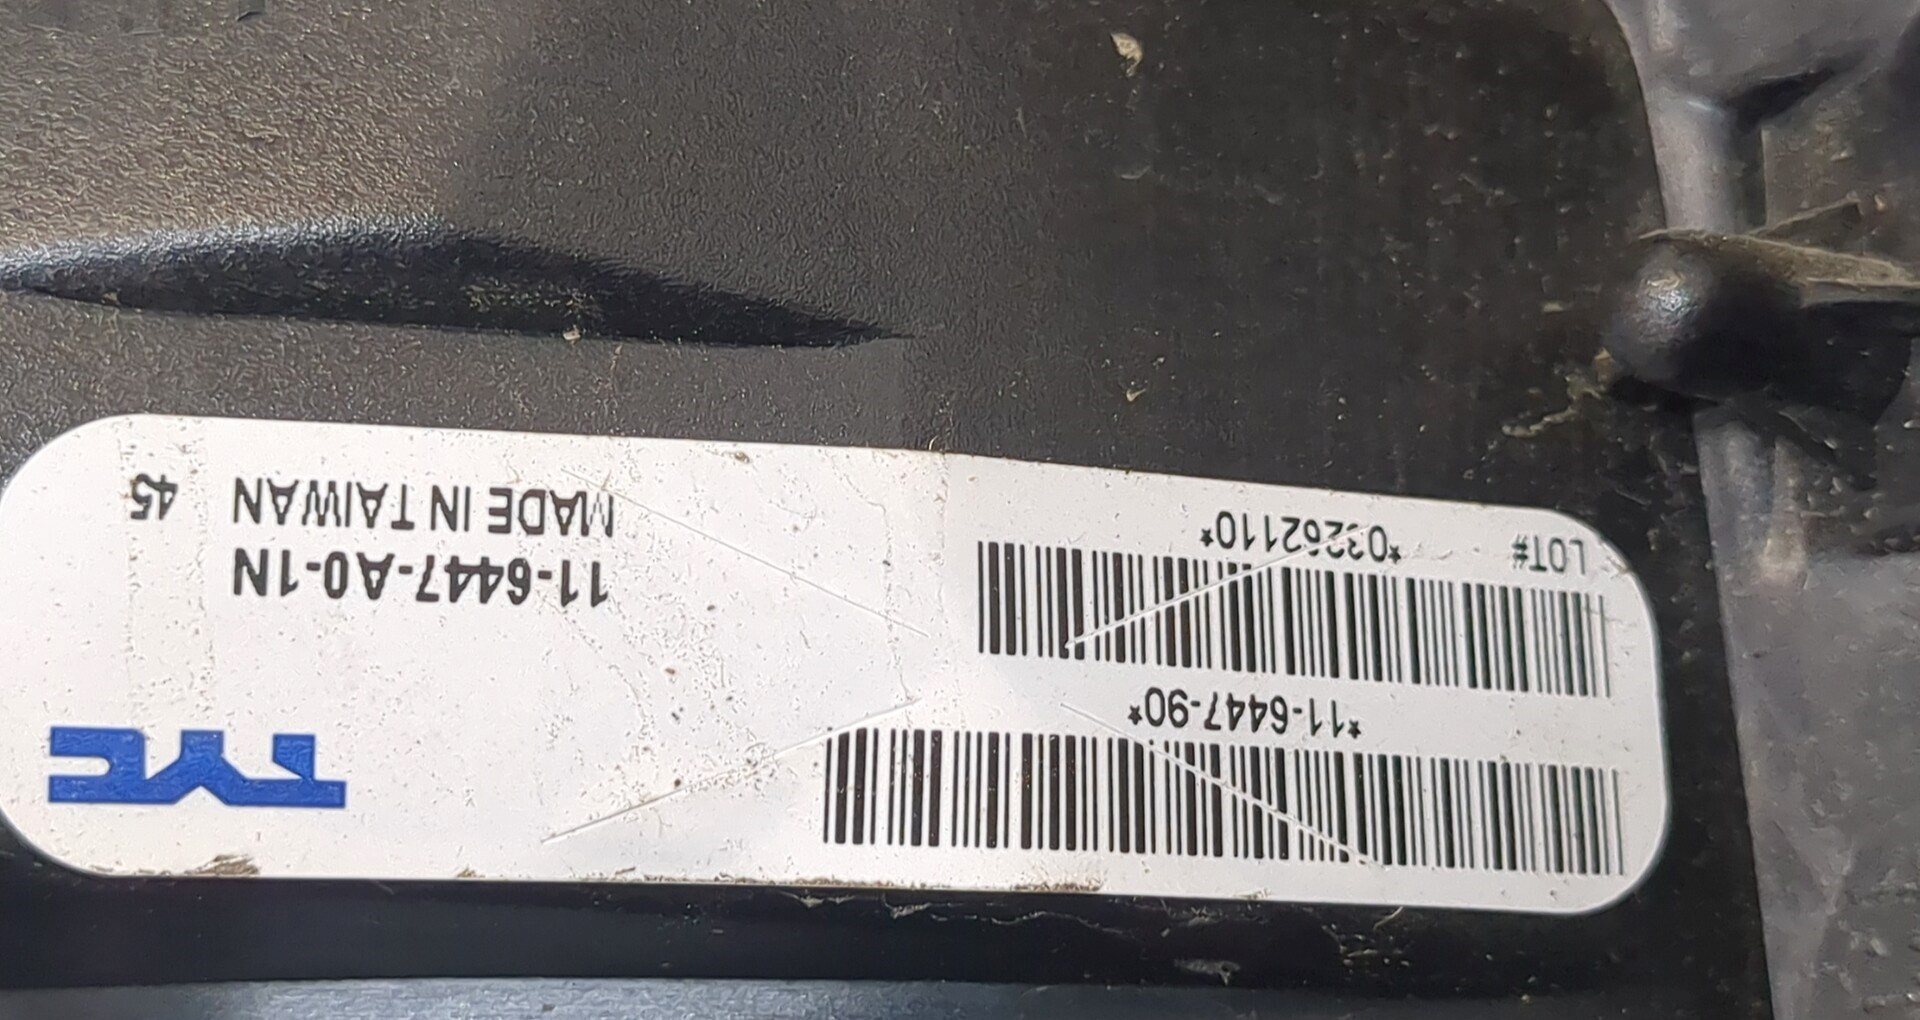 TYC
*11-6447-90*
11-6447-A0-1N
LOT# *03262110*
MADE IN TAIWAN 45